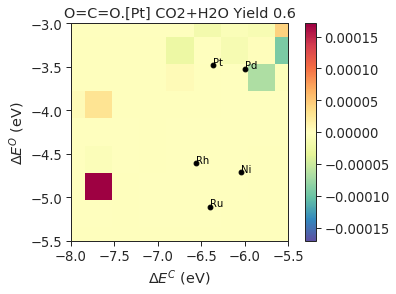 O=C=O.[Pt] CO2+H2O Yield 0.6
−3.0
−3.5
−4.0
−4.5
−5.0
−5.5
ΔE^O (eV)
Pt
Pd
Rh
Ni
Ru
−8.0 −7.5 −7.0 −6.5 −6.0 −5.5
ΔE^C (eV)
0.00015
0.00010
0.00005
0.00000
−0.00005
−0.00010
−0.00015